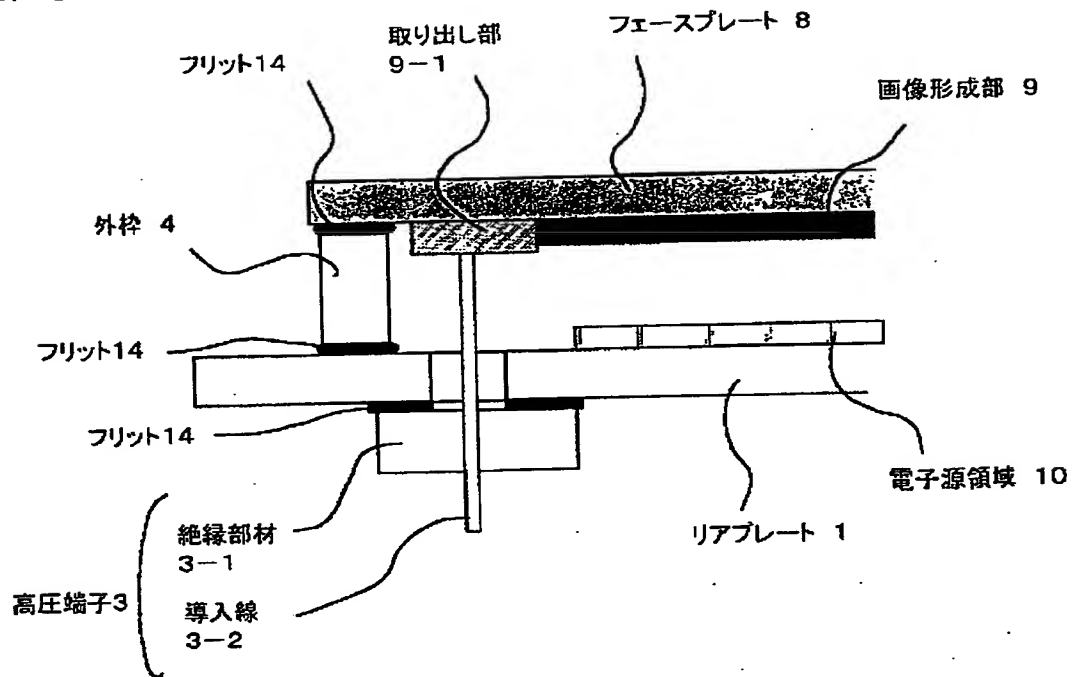 フェースプレート 8
取り出し部
9－1
フリット14
画像形成部 9
外枠 4
フリット14
フリット14
電子源領域 10
リアプレート 1
絶縁部材
3－1
高圧端子3
導入線
3－2